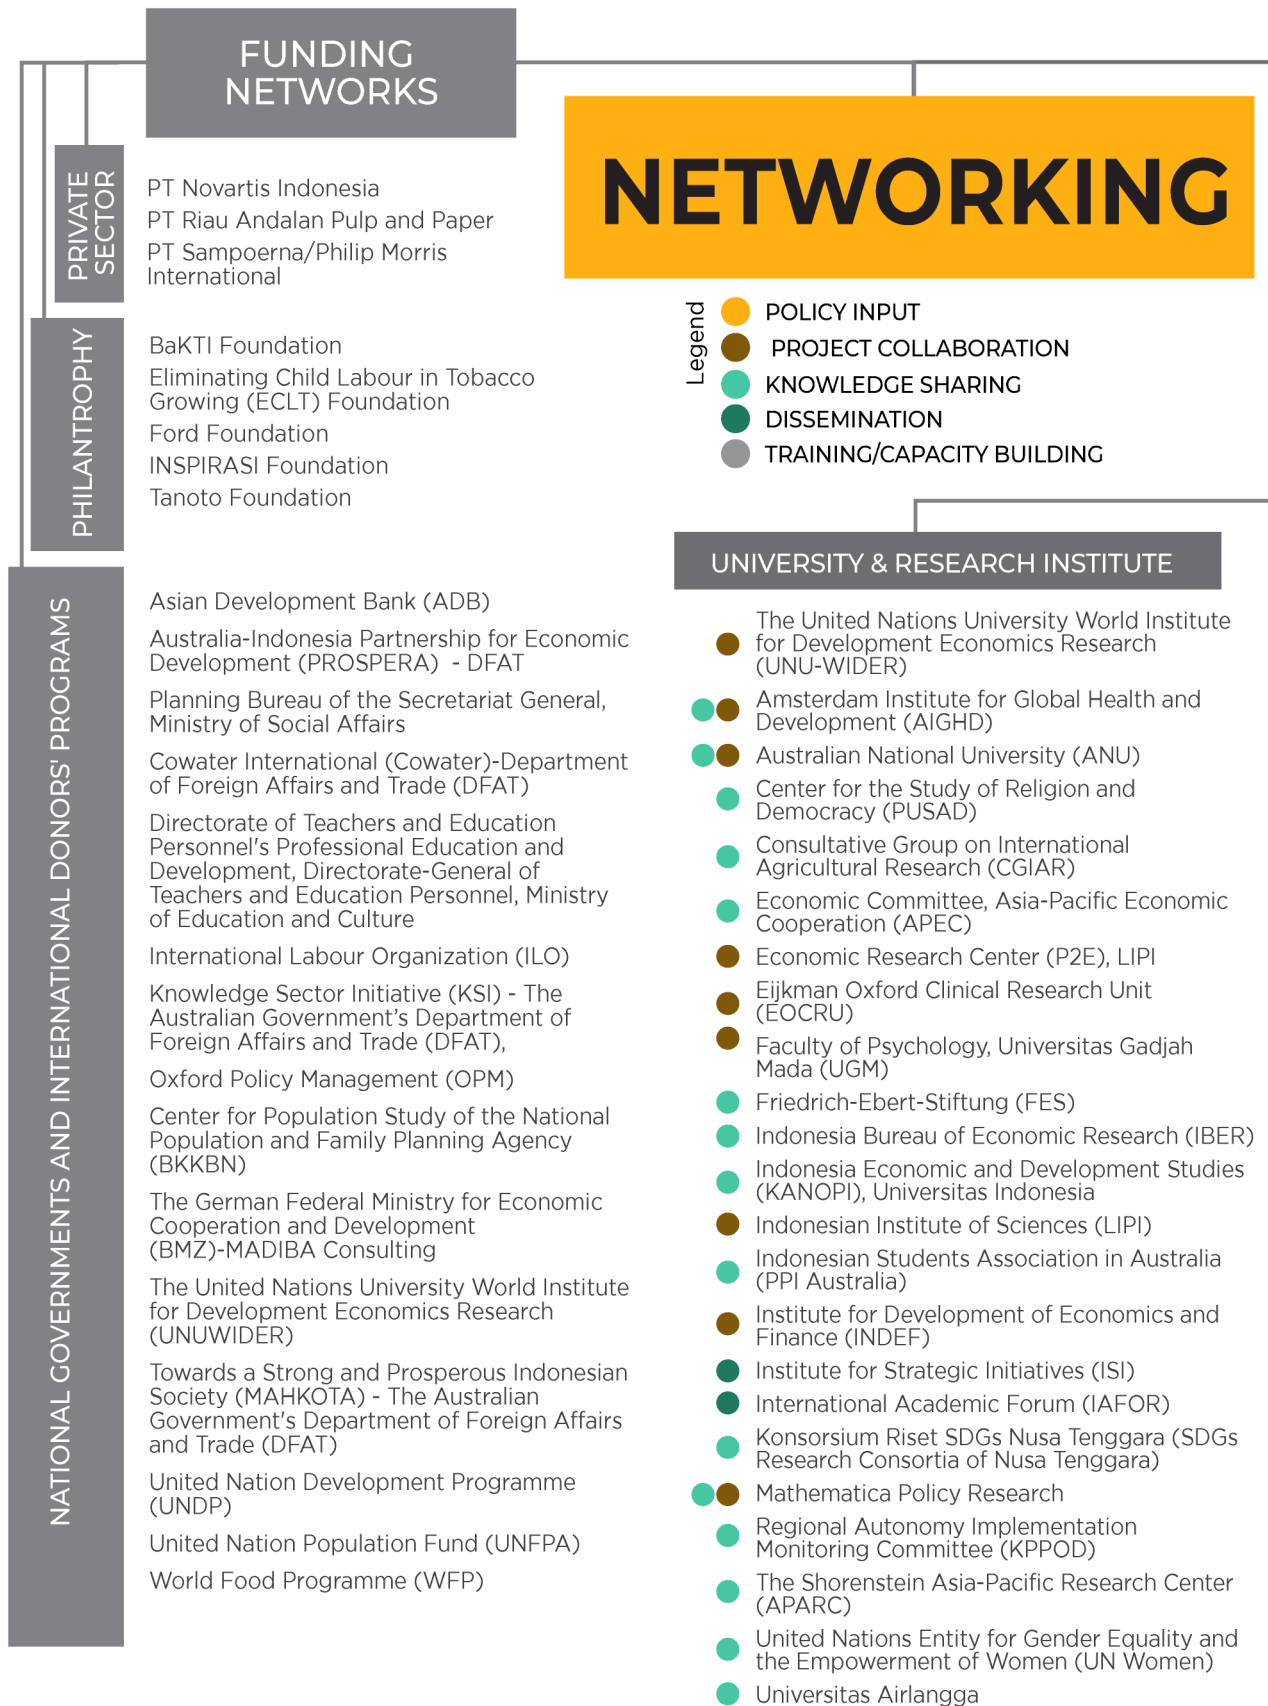 FUNDING
NETWORKS
PRIVATE
SECTOR
PT Novartis Indonesia
PT Riau Andalan Pulp and Paper
PT Sampoerna/Philip Morris
International
PHILANTROPHY
BaKTI Foundation
Eliminating Child Labour in Tobacco
Growing (ECLT) Foundation
Ford Foundation
INSPIRASI Foundation
Tanoto Foundation
NATIONAL GOVERNMENTS AND INTERNATIONAL DONORS' PROGRAMS
Asian Development Bank (ADB)
Australia-Indonesia Partnership for Economic
Development (PROSPERA)  - DFAT
Planning Bureau of the Secretariat General,
Ministry of Social Affairs
Cowater International (Cowater)-Department
of Foreign Affairs and Trade (DFAT)
Directorate of Teachers and Education
Personnel's Professional Education and
Development, Directorate-General of
Teachers and Education Personnel, Ministry
of Education and Culture
International Labour Organization (ILO)
Knowledge Sector Initiative (KSI) - The
Australian Government’s Department of
Foreign Affairs and Trade (DFAT),
Oxford Policy Management (OPM)
Center for Population Study of the National
Population and Family Planning Agency
(BKKBN)
The German Federal Ministry for Economic
Cooperation and Development
(BMZ)-MADIBA Consulting
The United Nations University World Institute
for Development Economics Research
(UNUWIDER)
Towards a Strong and Prosperous Indonesian
Society (MAHKOTA) - The Australian
Government's Department of Foreign Affairs
and Trade (DFAT)
United Nation Development Programme
(UNDP)
United Nation Population Fund (UNFPA)
World Food Programme (WFP)
NETWORKING
Legend
POLICY INPUT
PROJECT COLLABORATION
KNOWLEDGE SHARING
DISSEMINATION
TRAINING/CAPACITY BUILDING
UNIVERSITY & RESEARCH INSTITUTE
The United Nations University World Institute
for Development Economics Research
(UNU-WIDER)
Amsterdam Institute for Global Health and
Development (AIGHD)
Australian National University (ANU)
Center for the Study of Religion and
Democracy (PUSAD)
Consultative Group on International
Agricultural Research (CGIAR)
Economic Committee, Asia-Pacific Economic
Cooperation (APEC)
Economic Research Center (P2E), LIPI
Eijkman Oxford Clinical Research Unit
(EOCRU)
Faculty of Psychology, Universitas Gadjah
Mada (UGM)
Friedrich-Ebert-Stiftung (FES)
Indonesia Bureau of Economic Research (IBER)
Indonesia Economic and Development Studies
(KANOPI), Universitas Indonesia
Indonesian Institute of Sciences (LIPI)
Indonesian Students Association in Australia
(PPI Australia)
Institute for Development of Economics and
Finance (INDEF)
Institute for Strategic Initiatives (ISI)
International Academic Forum (IAFOR)
Konsorsium Riset SDGs Nusa Tenggara (SDGs
Research Consortia of Nusa Tenggara)
Mathematica Policy Research
Regional Autonomy Implementation
Monitoring Committee (KPPOD)
The Shorenstein Asia-Pacific Research Center
(APARC)
United Nations Entity for Gender Equality and
the Empowerment of Women (UN Women)
Universitas Airlangga